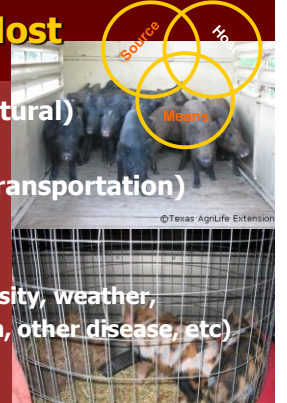 Host
Source
Host
Means
tural)
ransportation)
©Texas AgriLife Extension
sity, weather,
n, other disease, etc)